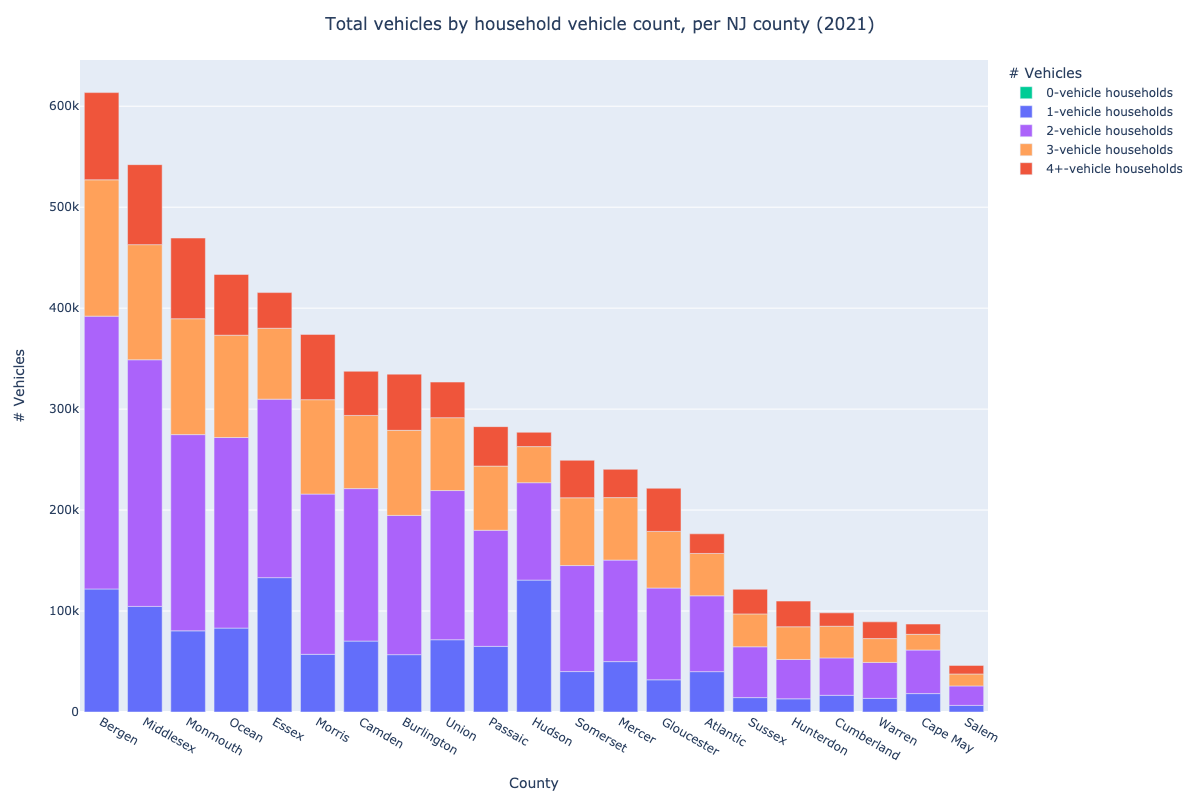 Total vehicles by household vehicle count, per NJ county (2021)
# Vehicles
0-vehicle households
1-vehicle households
2-vehicle households
3-vehicle households
4+-vehicle households
600k
500k
400k
300k
200k
100k
0
# Vehicles
Bergen
Middlesex
Monmouth
Ocean
Essex
Morris
Camden
Burlington
Union
Passaic
Hudson
Somerset
Mercer
Gloucester
Atlantic
Sussex
Hunterdon
Cumberland
Warren
Cape May
Salem
County